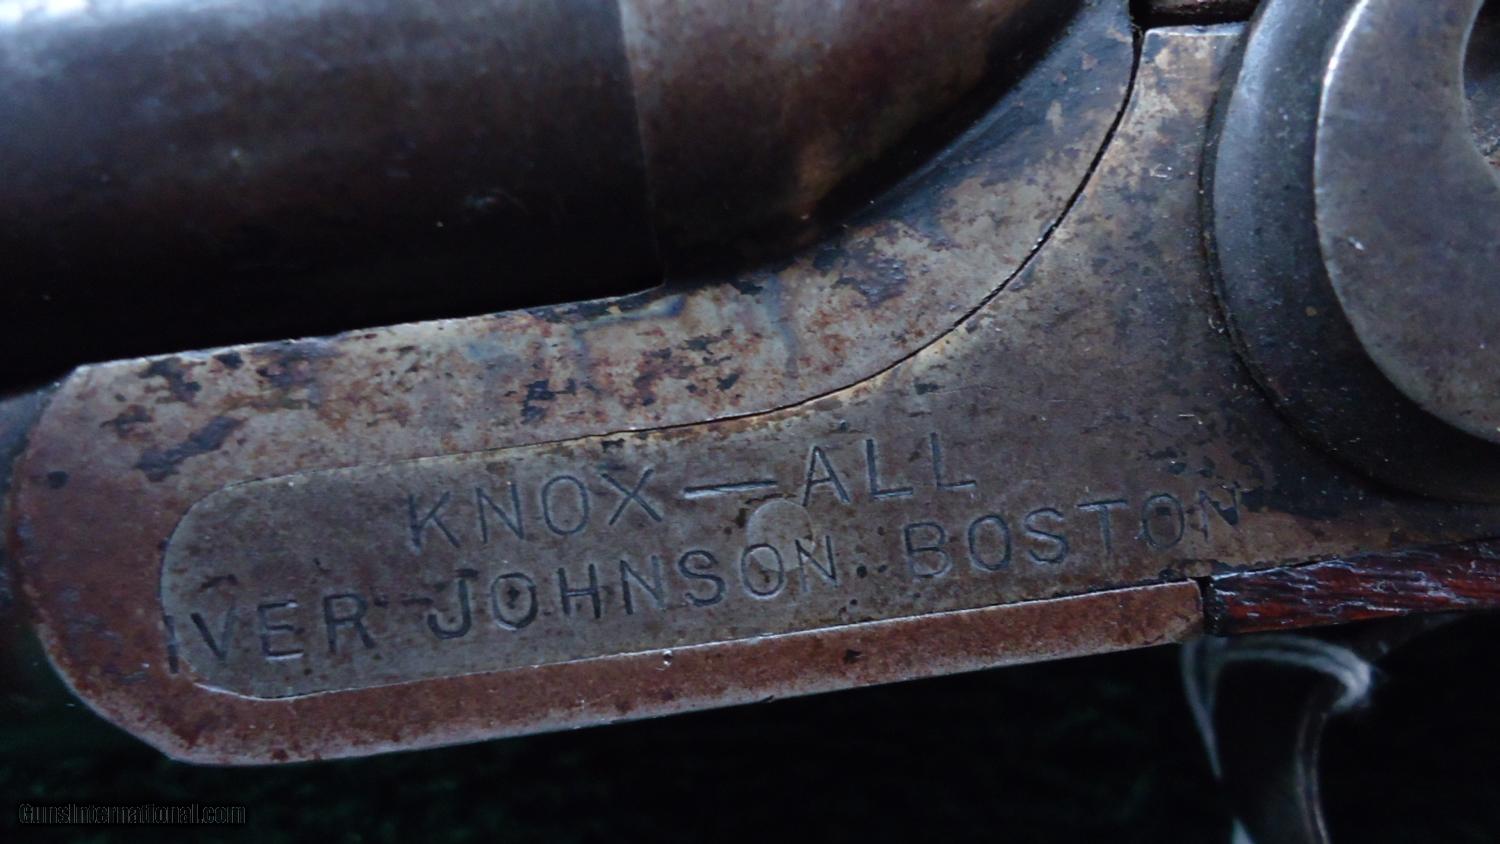 KNOX—ALL
IVER JOHNSON. BOSTON
GunsInternational.com